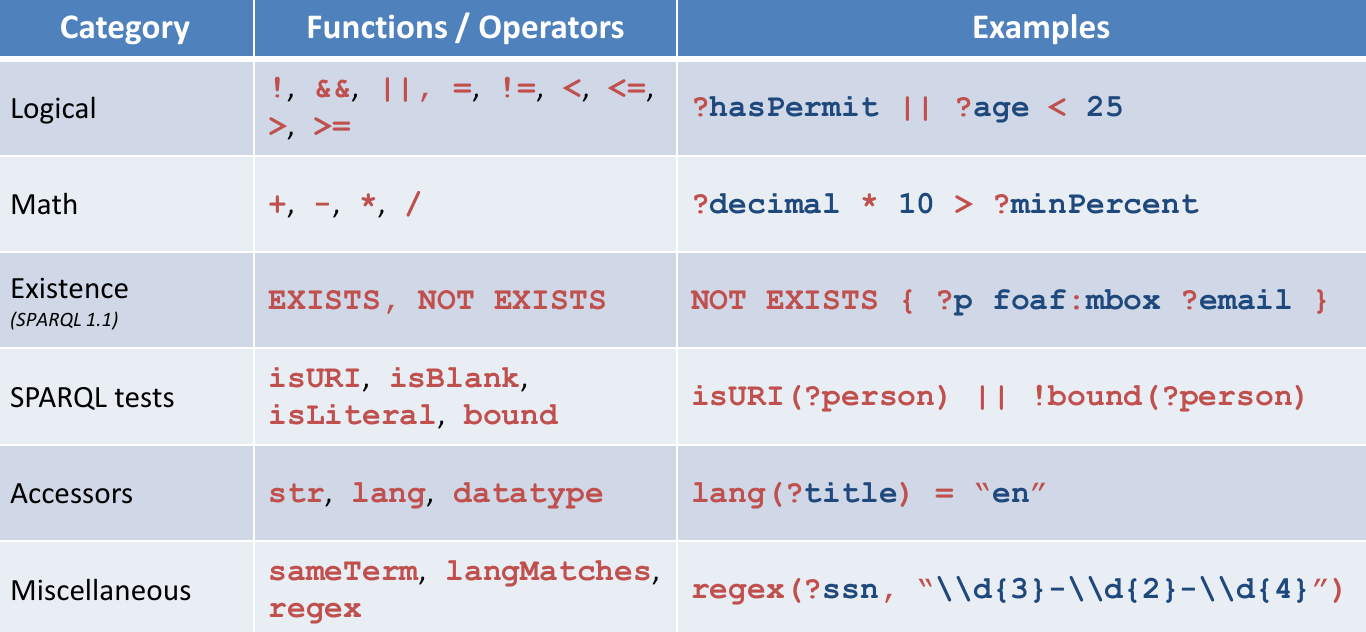 Category Functions / Operators Examples
Logical
!, &&, ||, =, !=, <, <=,
>, >=
?hasPermit || ?age < 25
Math
+, -, *, /
?decimal * 10 > ?minPercent
Existence
(SPARQL 1.1)
EXISTS, NOT EXISTS
NOT EXISTS { ?p foaf:mbox ?email }
SPARQL tests
isURI, isBlank,
isLiteral, bound
isURI(?person) || !bound(?person)
Accessors
str, lang, datatype
lang(?title) = “en”
Miscellaneous
sameTerm, langMatches,
regex
regex(?ssn, “\\d{3}-\\d{2}-\\d{4}”)